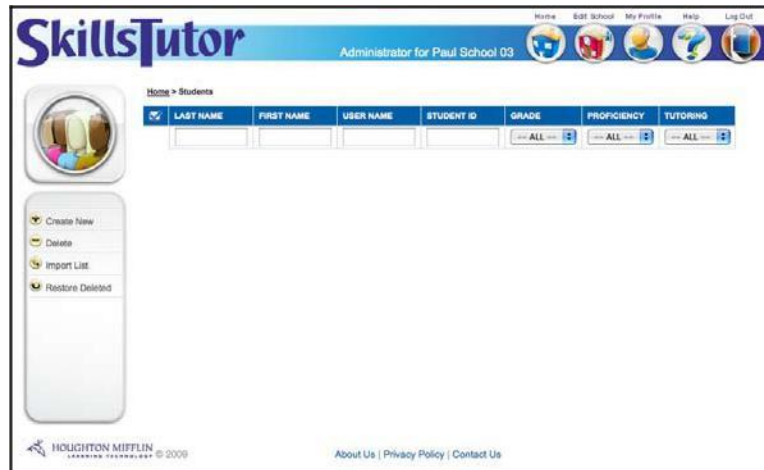 Home Edit School My Profile Help Log Out
SkillsTutor
Administrator for Paul School 03
Home > Students
LAST NAME FIRST NAME USER NAME STUDENT ID GRADE PROFICIENCY TUTORING
-- ALL -- -- ALL -- -- ALL --
Create New
Delete
Import List
Restore Deleted
HOUGHTON MIFFLIN
LEARNING TECHNOLOGY © 2009
About Us | Privacy Policy | Contact Us